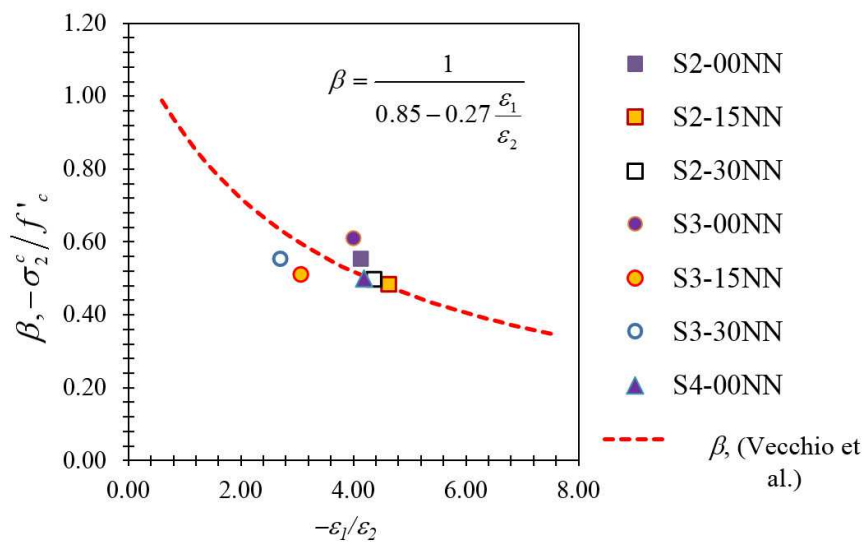 1.20
1.00
0.80
0.60
0.40
0.20
0.00
β, −σ₂ᶜ/f'c
0.00 2.00 4.00 6.00 8.00
−ε₁/ε₂
β = 1 / (0.85 − 0.27 ε₁/ε₂)
S2-00NN
S2-15NN
S2-30NN
S3-00NN
S3-15NN
S3-30NN
S4-00NN
β, (Vecchio et
al.)